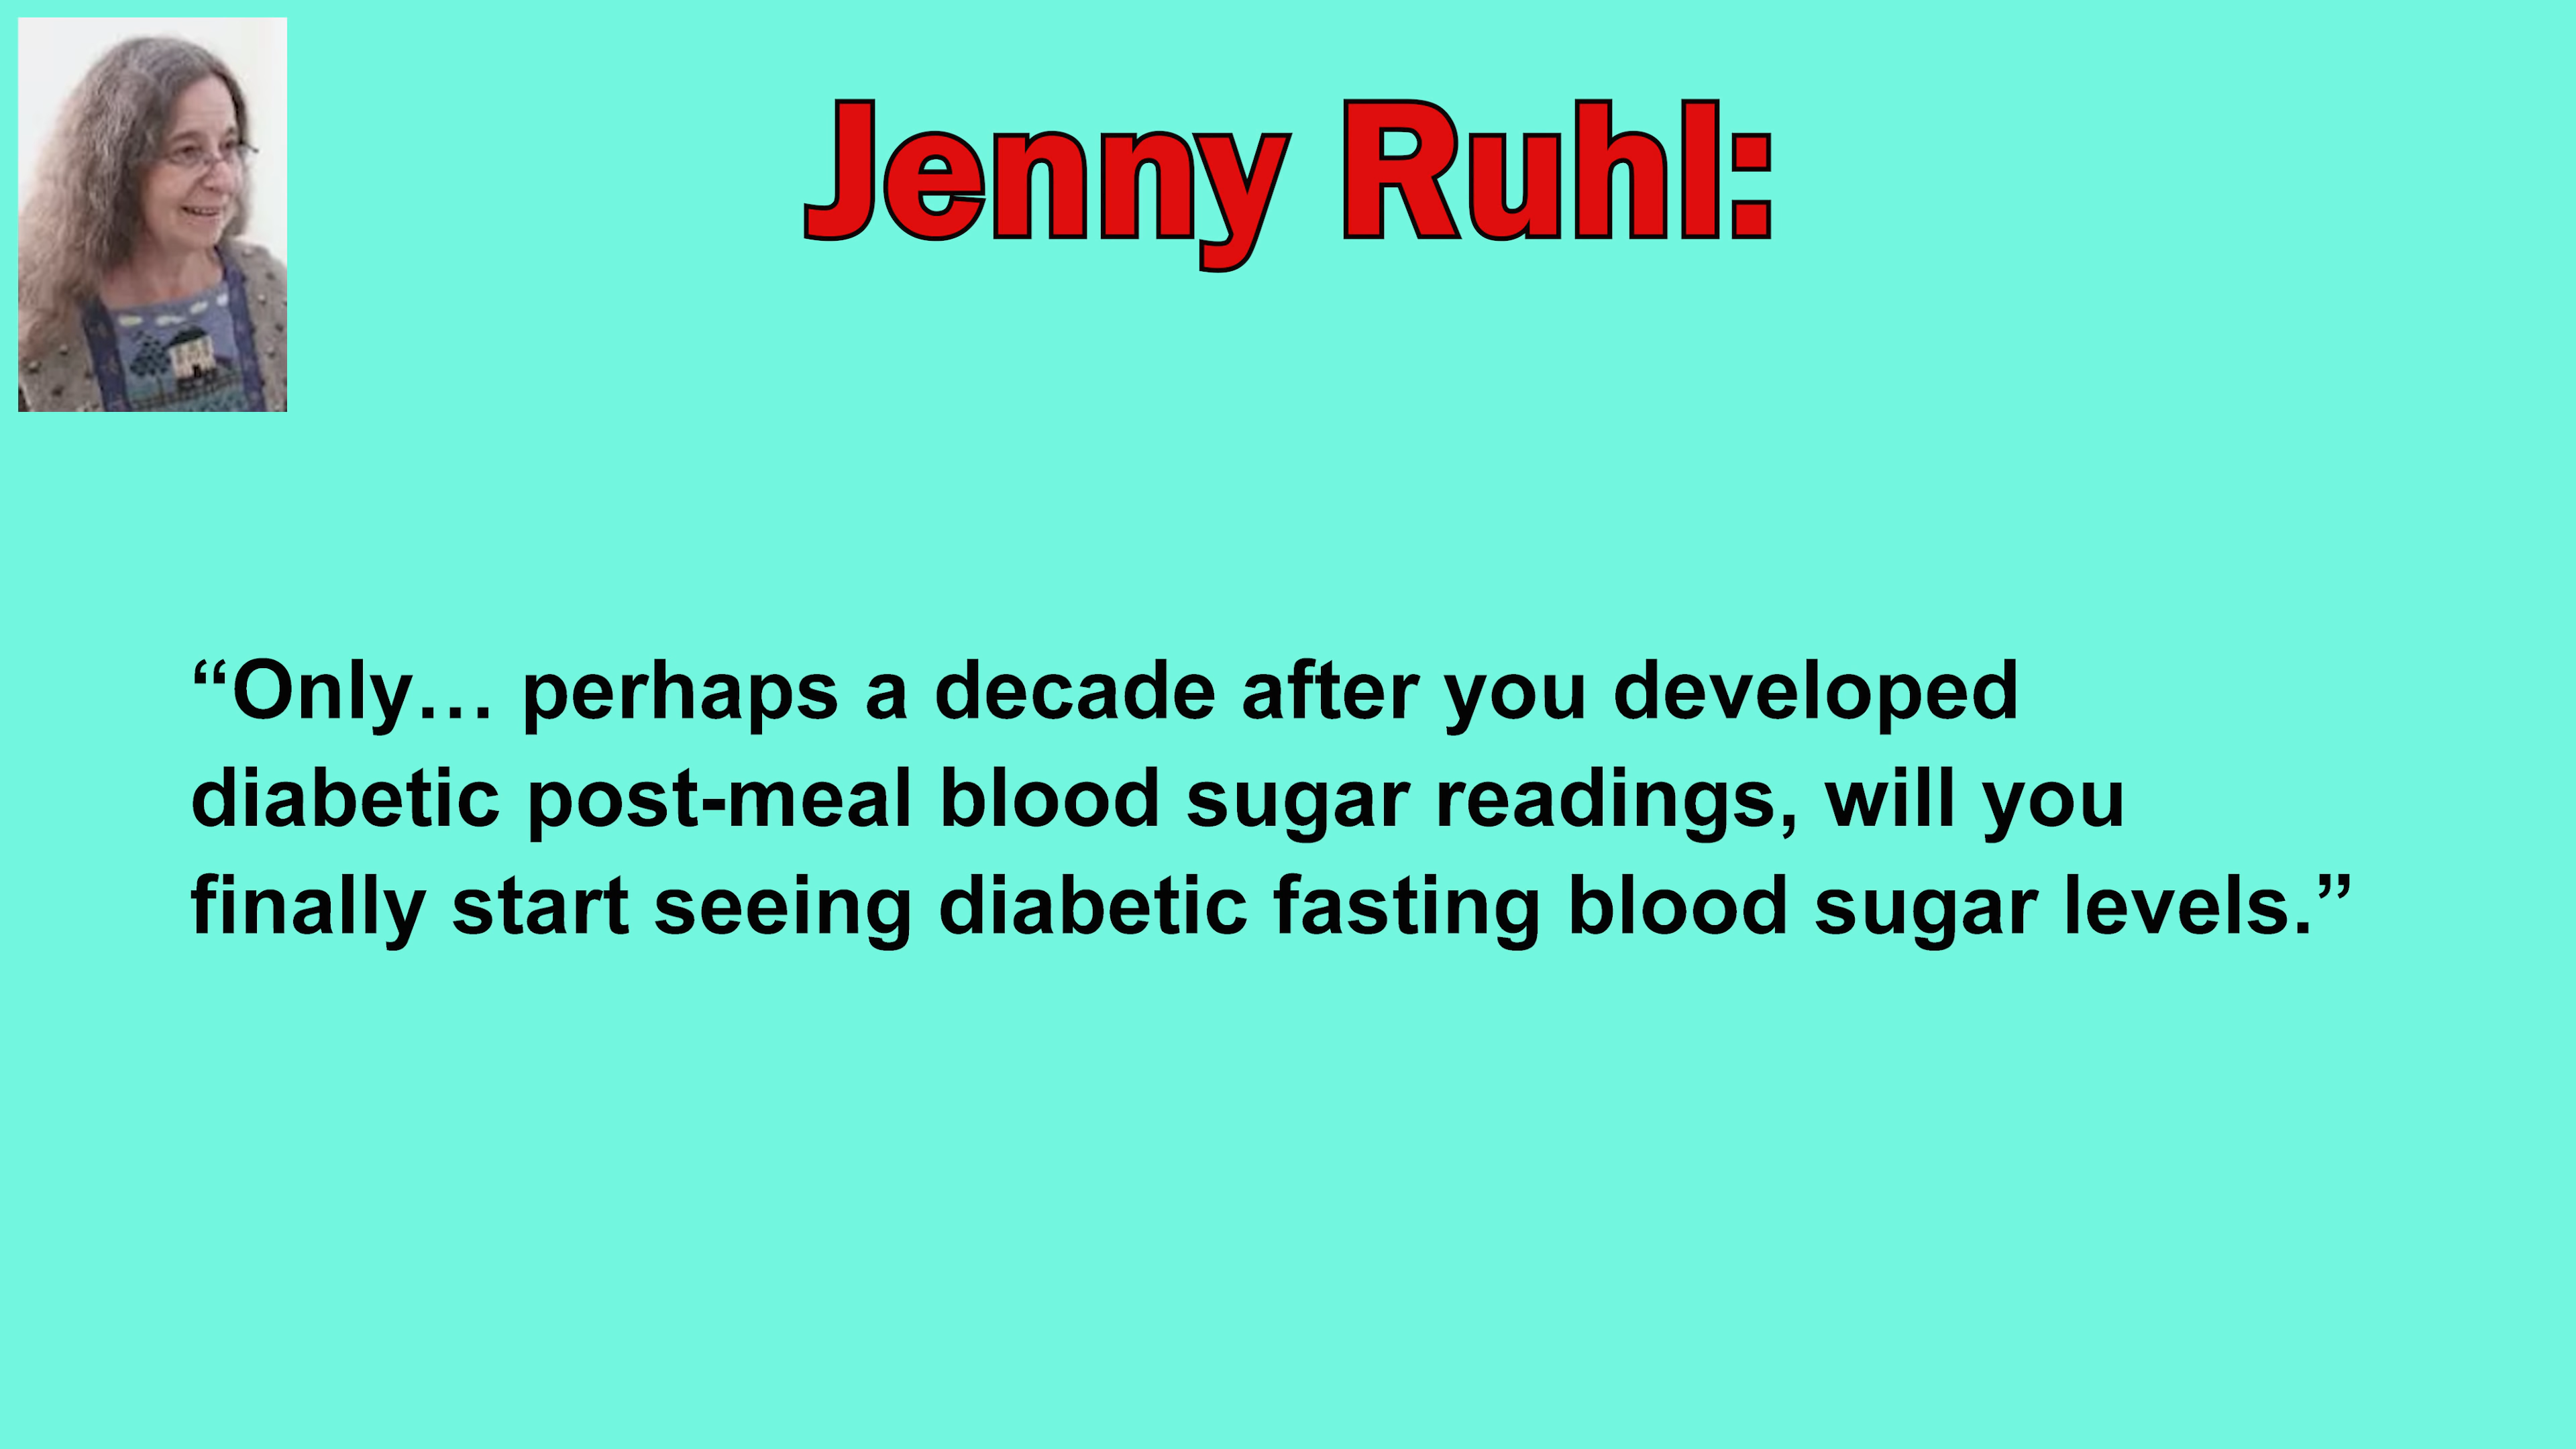 Jenny Ruhl:
“Only… perhaps a decade after you developed
diabetic post-meal blood sugar readings, will you
finally start seeing diabetic fasting blood sugar levels.”